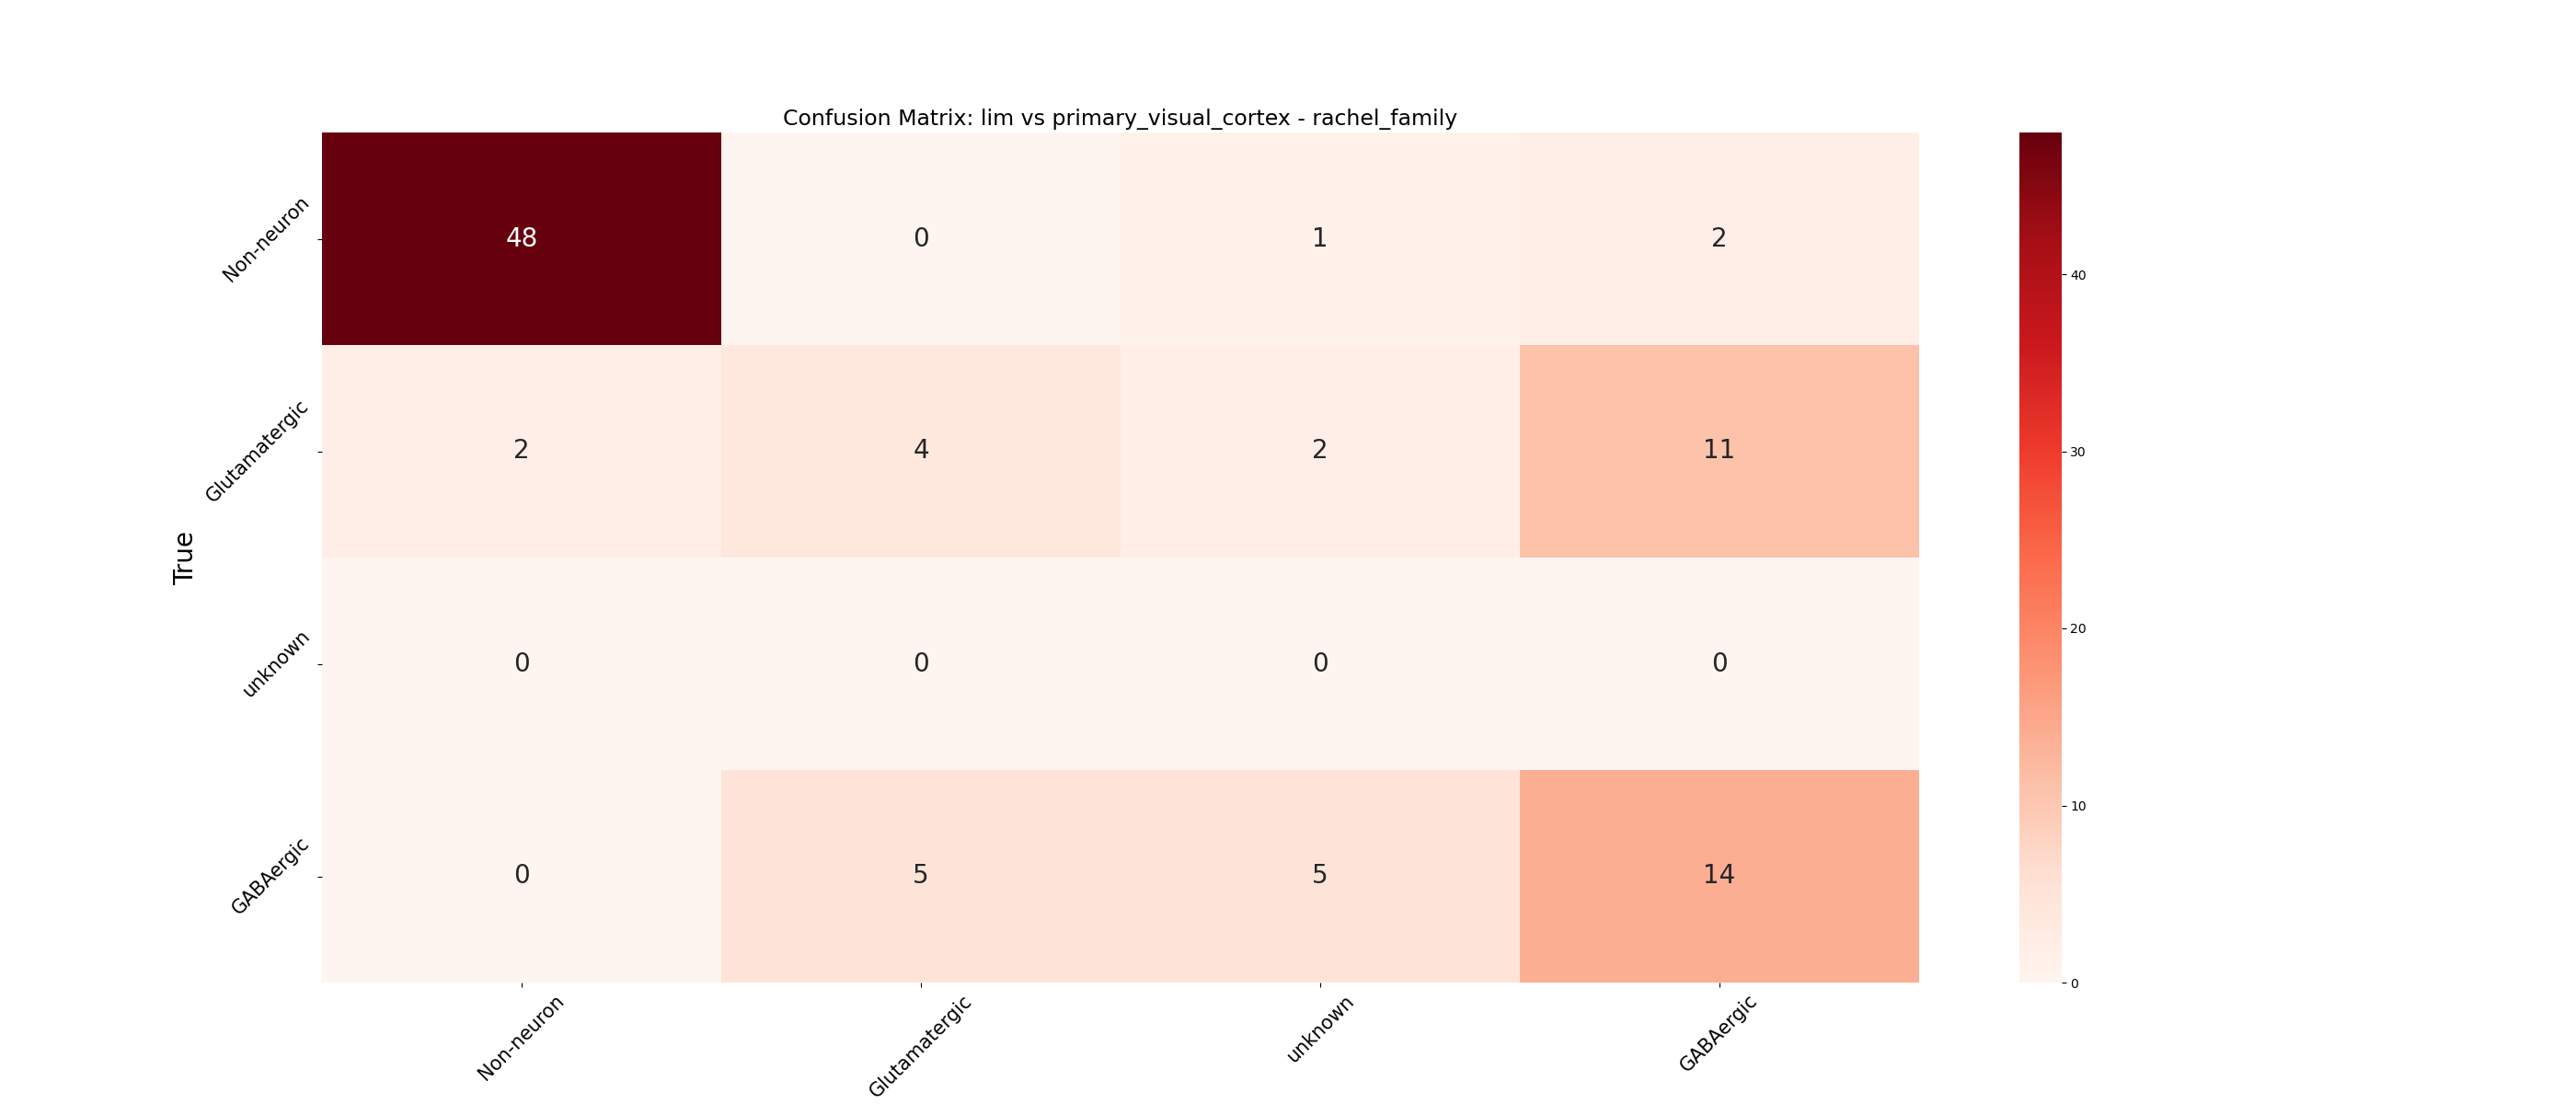 Confusion Matrix: lim vs primary_visual_cortex - rachel_family
True
Non-neuron
48
0
1
2
Glutamatergic
2
4
2
11
unknown
0
0
0
0
GABAergic
0
5
5
14
Non-neuron
Glutamatergic
unknown
GABAergic
40
30
20
10
0